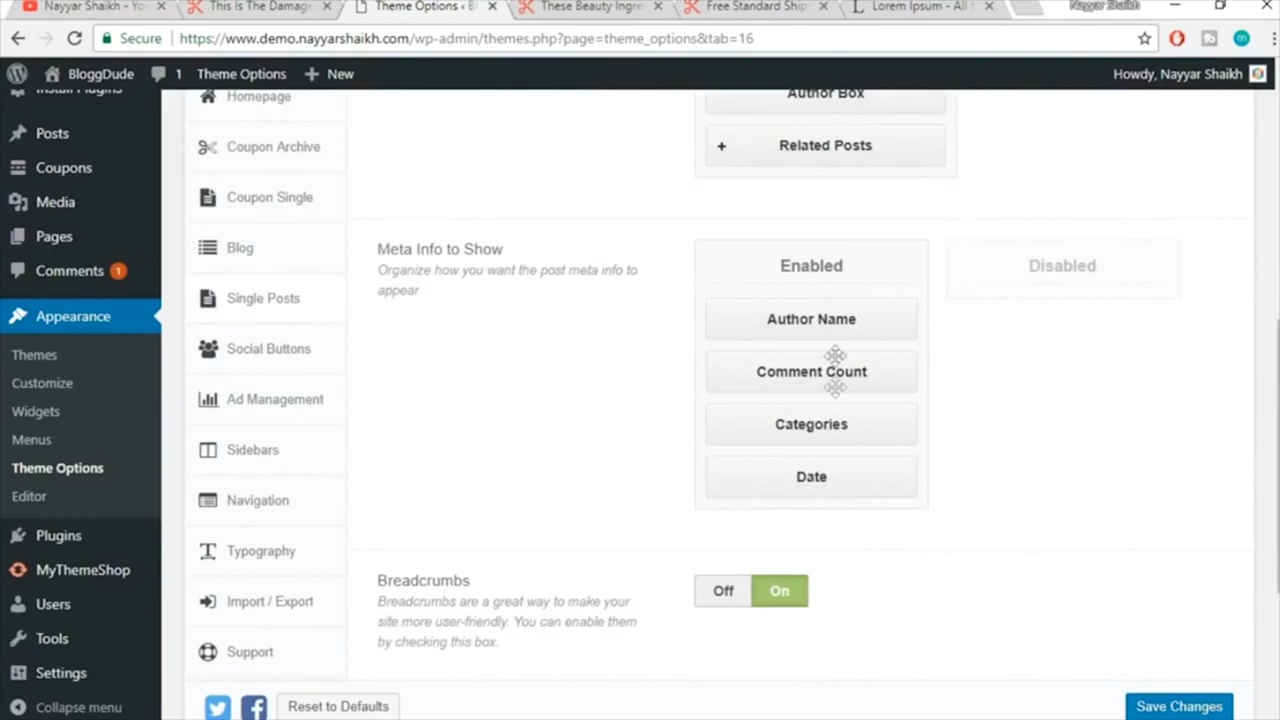 Nayyar Shaikh - Yo
This Is The Damage
Theme Options ‹ Bl
These Beauty Ingre
Free Standard Ship
Lorem Ipsum - All
Nayyar Shaikh
Secure
https://www.demo.nayyarshaikh.com/wp-admin/themes.php?page=theme_options&tab=16
BloggDude
1
Theme Options
+ New
Howdy, Nayyar Shaikh
Install Plugins
Posts
Coupons
Media
Pages
Comments 1
Appearance
Themes
Customize
Widgets
Menus
Theme Options
Editor
Plugins
MyThemeShop
Users
Tools
Settings
Collapse menu
Homepage
Coupon Archive
Coupon Single
Blog
Single Posts
Social Buttons
Ad Management
Sidebars
Navigation
Typography
Import / Export
Support
Author Box
+ Related Posts
Meta Info to Show
Organize how you want the post meta info to
appear
Enabled
Author Name
Comment Count
Categories
Date
Disabled
Breadcrumbs
Breadcrumbs are a great way to make your
site more user-friendly. You can enable them
by checking this box.
Off
On
Reset to Defaults
Save Changes